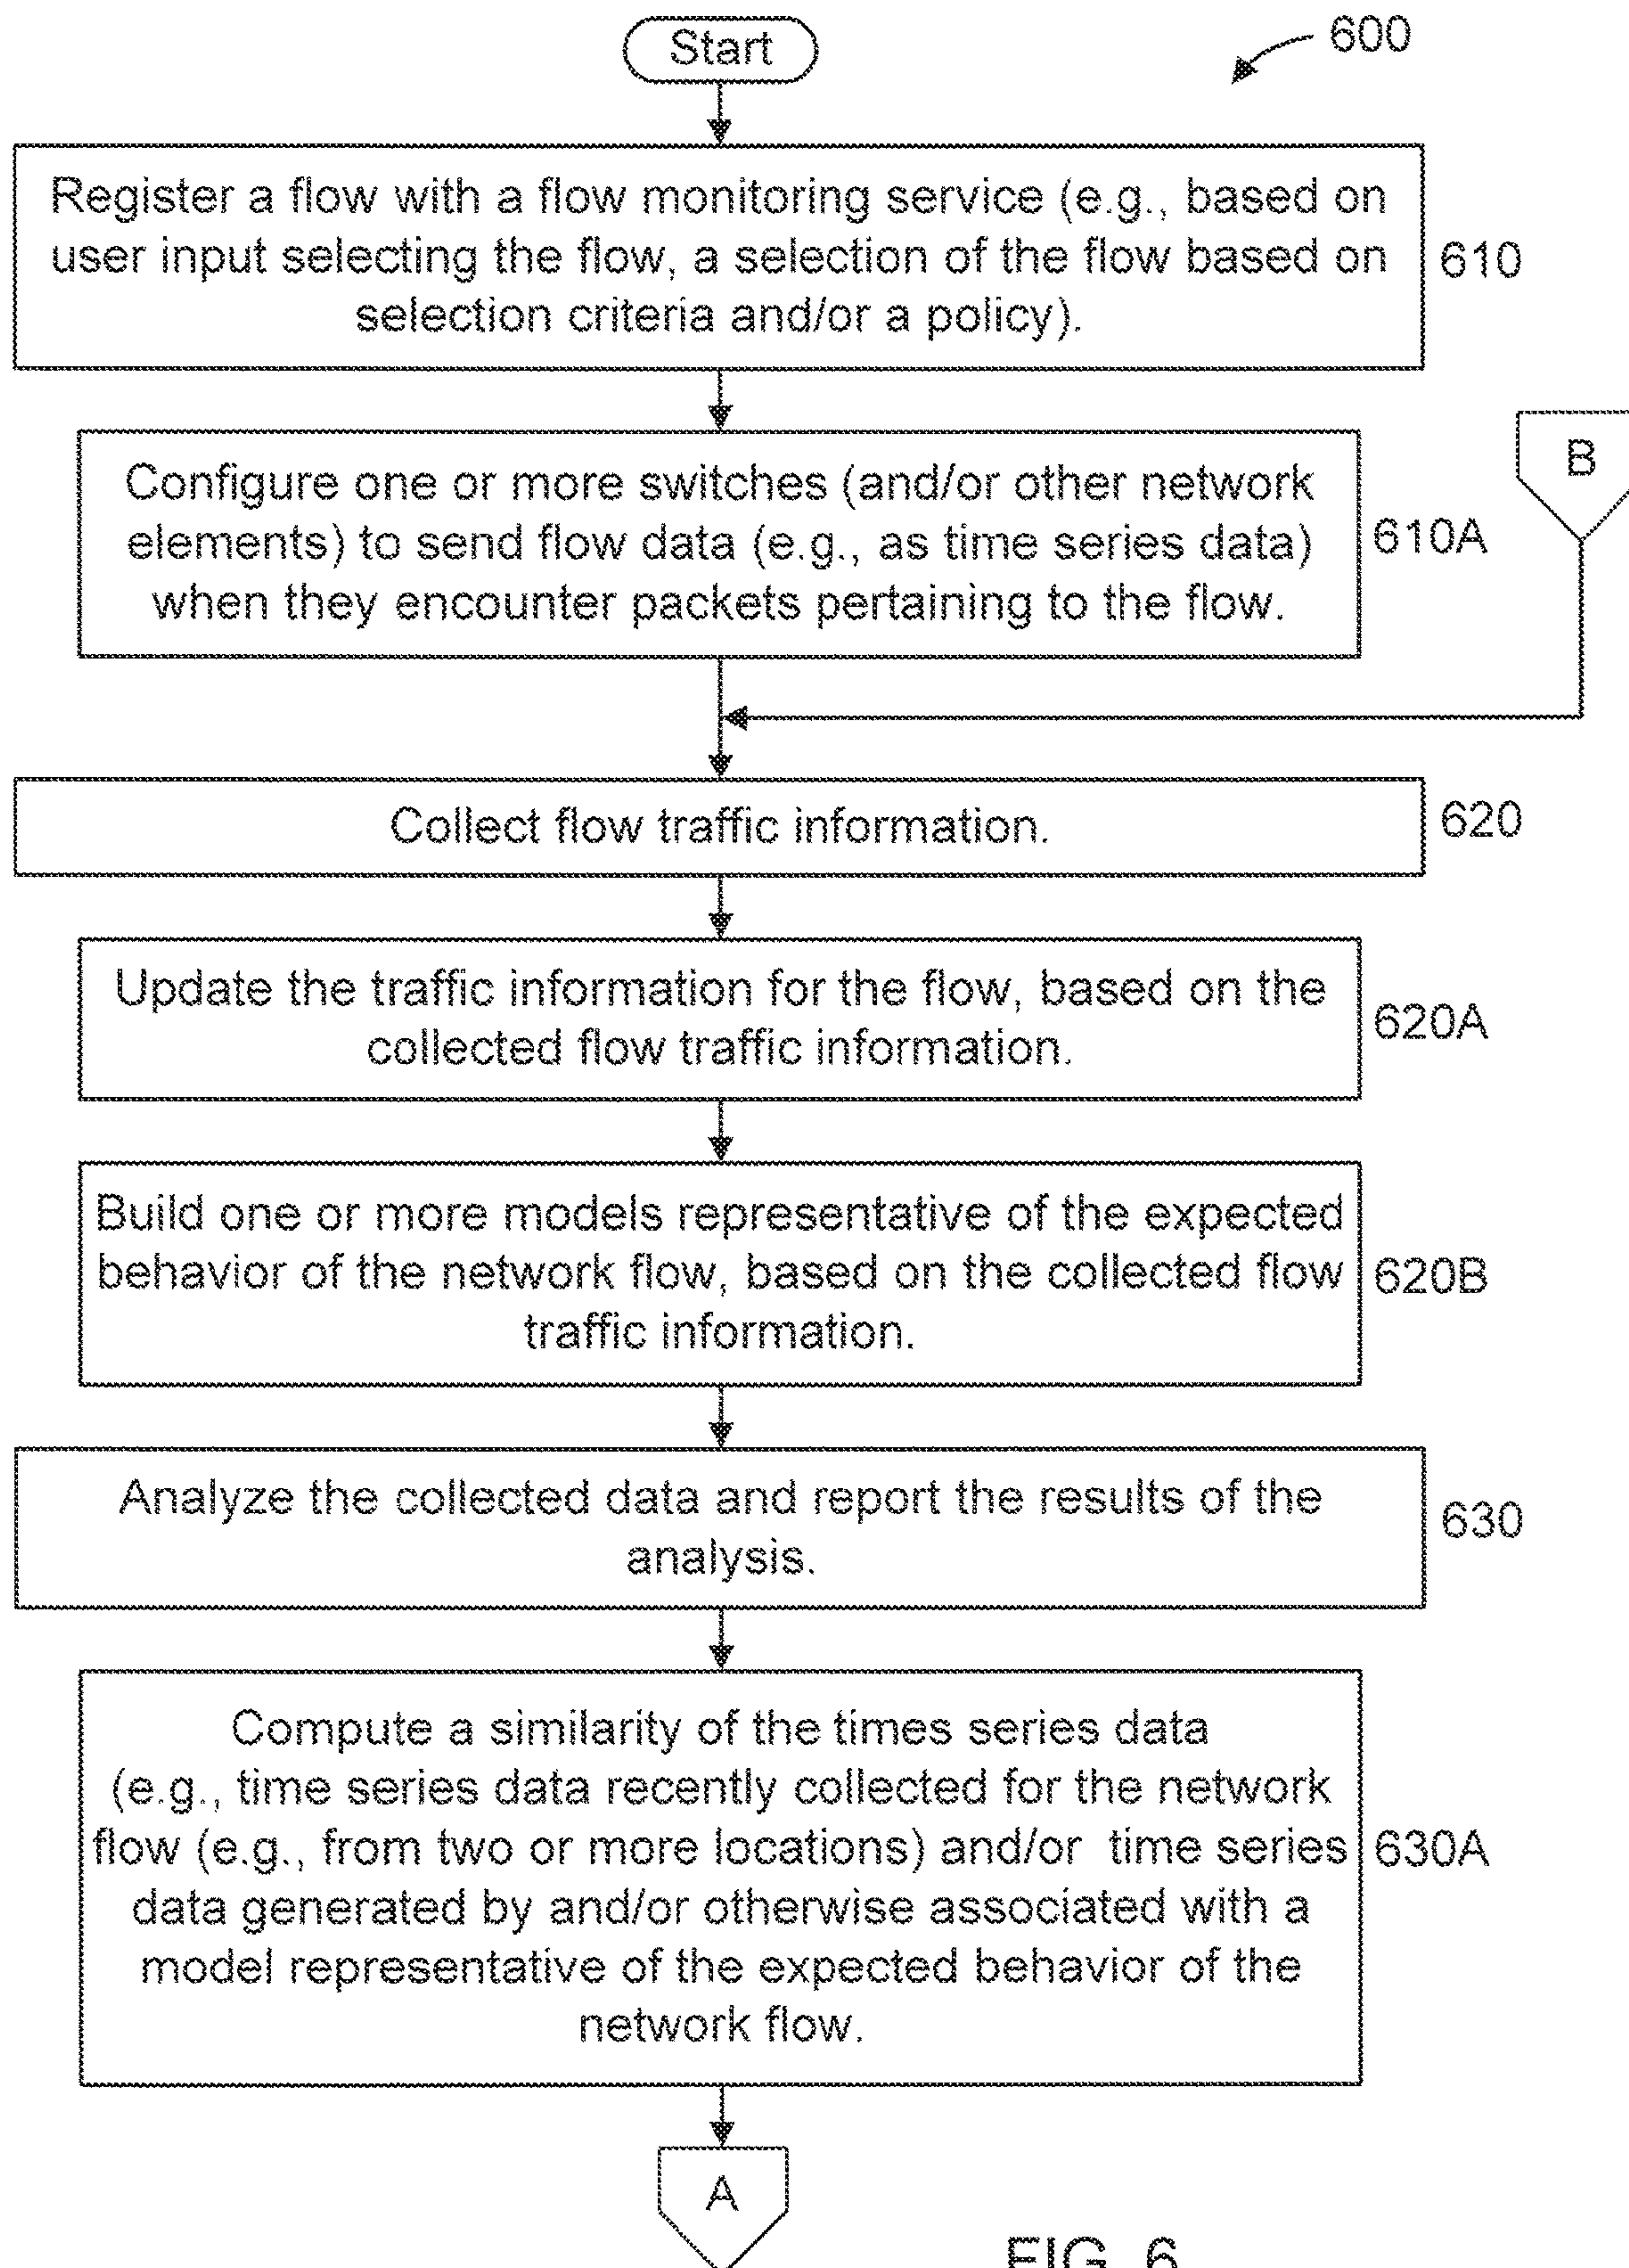 Start
600
Register a flow with a flow monitoring service (e.g., based on
user input selecting the flow, a selection of the flow based on
selection criteria and/or a policy).
610
Configure one or more switches (and/or other network
elements) to send flow data (e.g., as time series data)
when they encounter packets pertaining to the flow.
610A
B
Collect flow traffic information.
620
Update the traffic information for the flow, based on the
collected flow traffic information.
620A
Build one or more models representative of the expected
behavior of the network flow, based on the collected flow
traffic information.
620B
Analyze the collected data and report the results of the
analysis.
630
Compute a similarity of the times series data
(e.g., time series data recently collected for the network
flow (e.g., from two or more locations) and/or time series
data generated by and/or otherwise associated with a
model representative of the expected behavior of the
network flow.
630A
A
FIG. 6